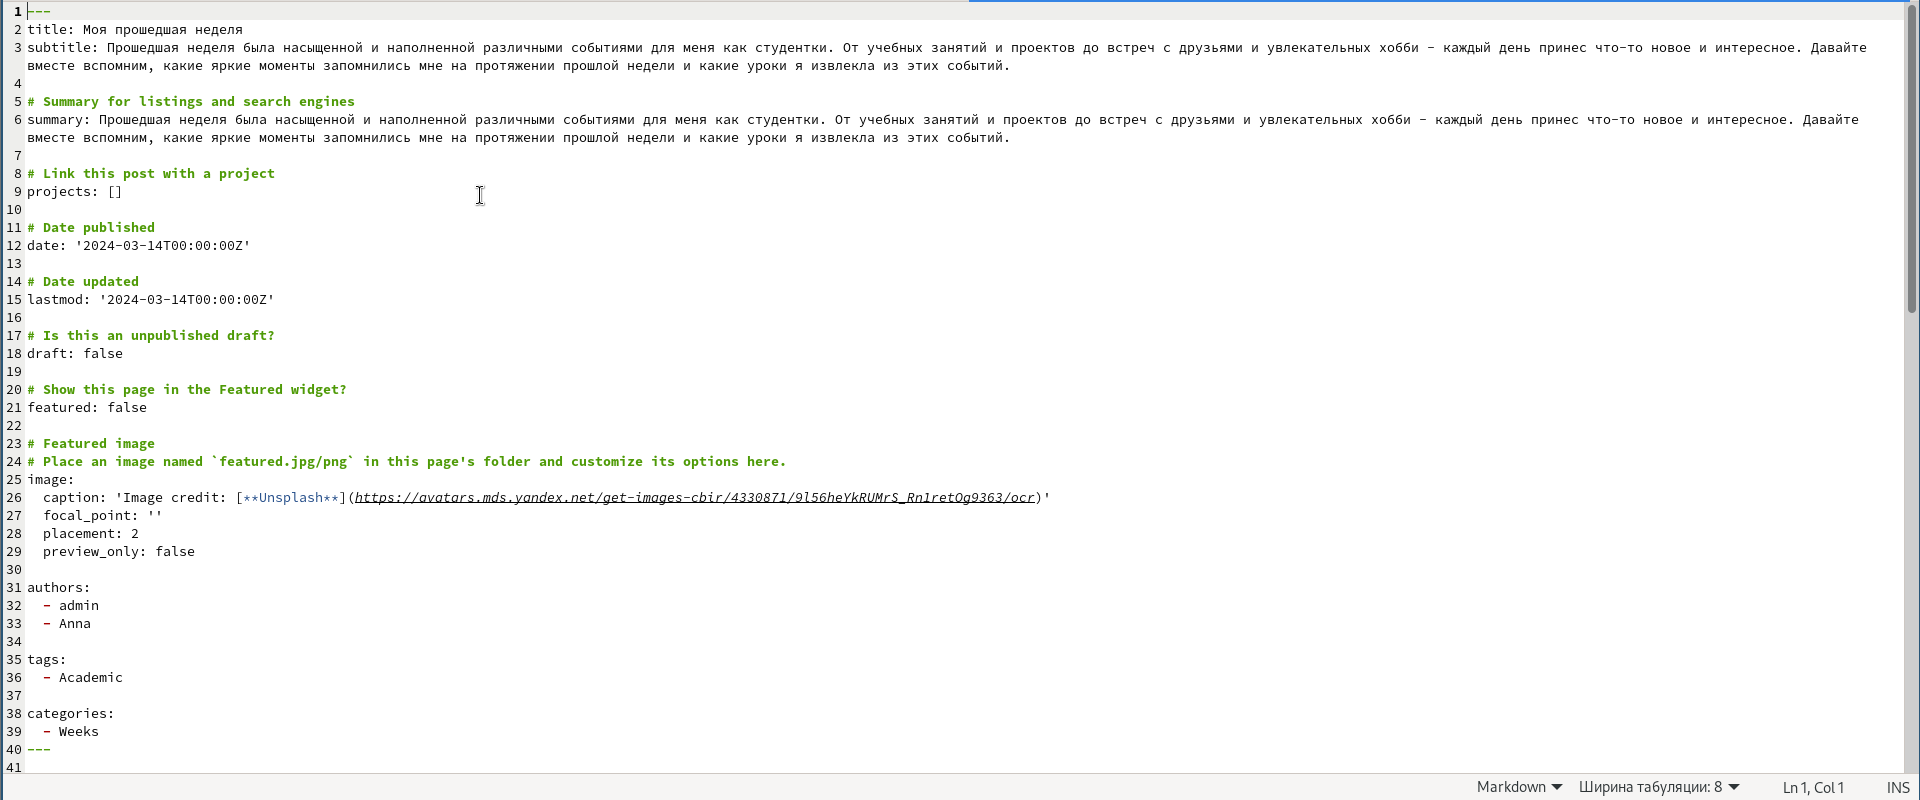 1 ---
2 title: Моя прошедшая неделя
3 subtitle: Прошедшая неделя была насыщенной и наполненной различными событиями для меня как студентки. От учебных занятий и проектов до встреч с друзьями и увлекательных хобби - каждый день принес что-то новое и интересное. Давайте
вместе вспомним, какие яркие моменты запомнились мне на протяжении прошлой недели и какие уроки я извлекла из этих событий.
4
5 # Summary for listings and search engines
6 summary: Прошедшая неделя была насыщенной и наполненной различными событиями для меня как студентки. От учебных занятий и проектов до встреч с друзьями и увлекательных хобби - каждый день принес что-то новое и интересное. Давайте
вместе вспомним, какие яркие моменты запомнились мне на протяжении прошлой недели и какие уроки я извлекла из этих событий.
7
8 # Link this post with a project
9 projects: []
10
11 # Date published
12 date: '2024-03-14T00:00:00Z'
13
14 # Date updated
15 lastmod: '2024-03-14T00:00:00Z'
16
17 # Is this an unpublished draft?
18 draft: false
19
20 # Show this page in the Featured widget?
21 featured: false
22
23 # Featured image
24 # Place an image named `featured.jpg/png` in this page's folder and customize its options here.
25 image:
26   caption: 'Image credit: [**Unsplash**](https://avatars.mds.yandex.net/get-images-cbir/4330871/9l56heYkRUMrS_Rn1retOg9363/ocr)'
27   focal_point: ''
28   placement: 2
29   preview_only: false
30
31 authors:
32   - admin
33   - Anna
34
35 tags:
36   - Academic
37
38 categories:
39   - Weeks
40 ---
41
Markdown Ширина табуляции: 8 Ln 1, Col 1 INS